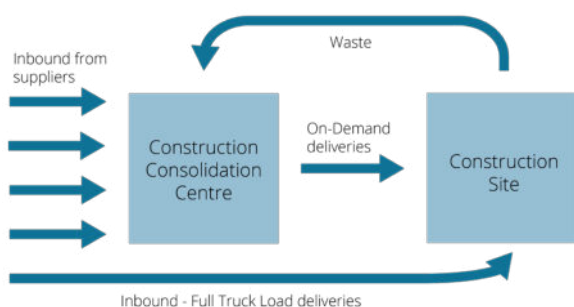 Waste
Inbound from
suppliers
Construction
Consolidation
Centre
On-Demand
deliveries
Construction
Site
Inbound - Full Truck Load deliveries